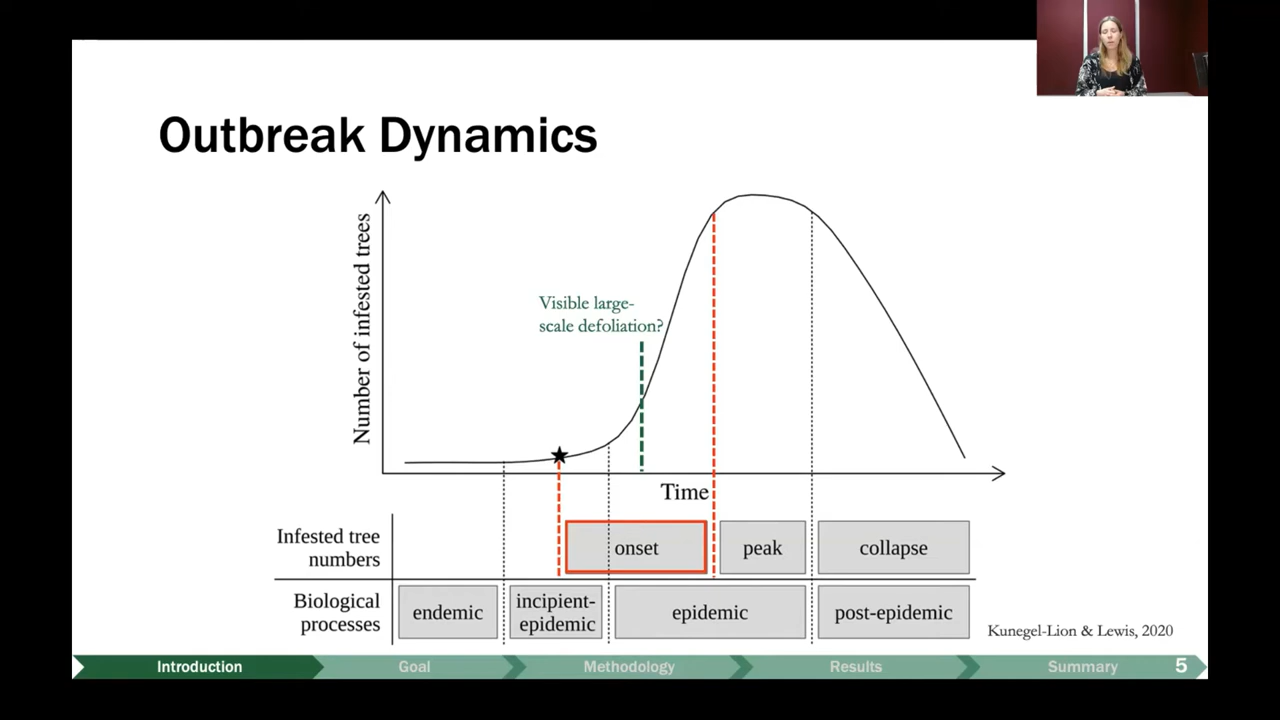 Outbreak Dynamics
Number of infested trees
Visible large-
scale defoliation?
Time
Infested tree
numbers
onset
peak
collapse
Biological
processes
endemic
incipient-
epidemic
epidemic
post-epidemic
Kunegel-Lion & Lewis, 2020
Introduction
Goal
Methodology
Results
Summary
5